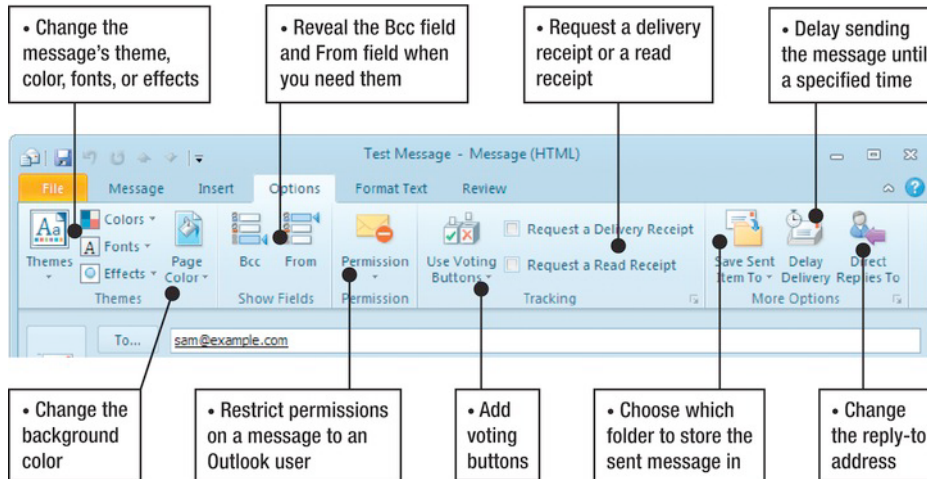 • Change the
message's theme,
color, fonts, or effects
• Reveal the Bcc field
and From field when
you need them
• Request a delivery
receipt or a read
receipt
• Delay sending
the message until
a specified time
Test Message - Message (HTML)
File Message Insert Options Format Text Review
Aa Colors Request a Delivery Receipt
A Fonts
Themes Effects Page Color Bcc From Permission Use Voting Buttons Request a Read Receipt Save Sent Item To Delay Delivery Direct Replies To
Themes Show Fields Permission Tracking More Options
To... sam@example.com
• Change the
background
color
• Restrict permissions
on a message to an
Outlook user
• Add
voting
buttons
• Choose which
folder to store the
sent message in
• Change
the reply-to
address